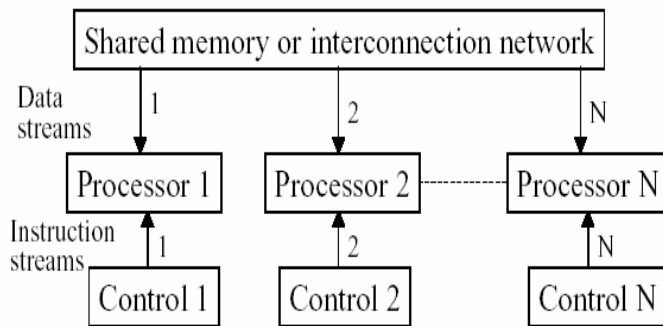 Shared memory or interconnection network
Data
streams
1
2
N
Processor 1
Processor 2
Processor N
Instruction
streams
1
2
N
Control 1
Control 2
Control N